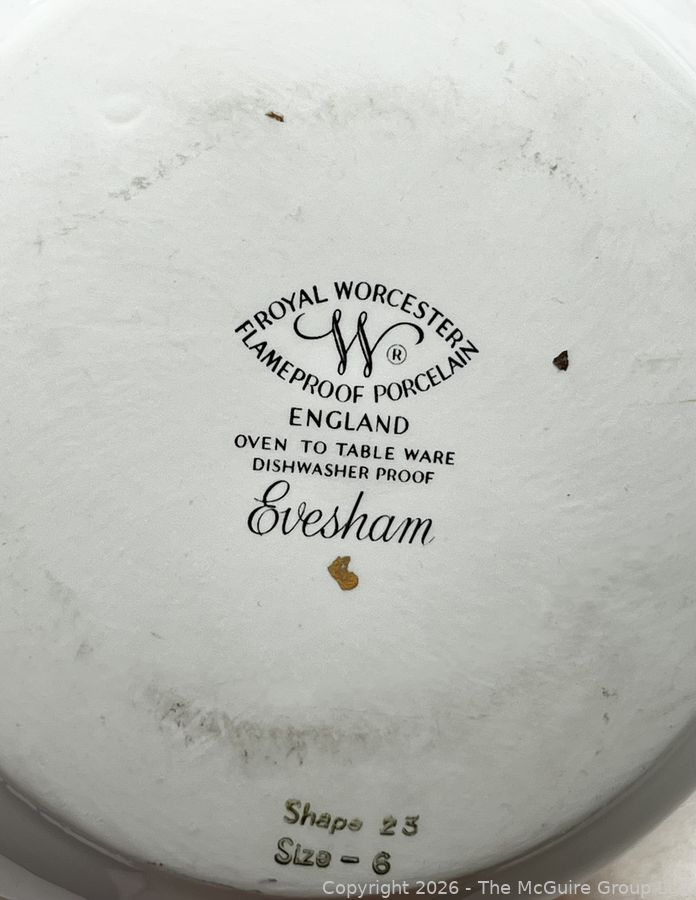 ROYAL WORCESTER
W ®
FLAMEPROOF PORCELAIN
ENGLAND
OVEN TO TABLE WARE
DISHWASHER PROOF
Evesham
Shape 23
Size - 6
Copyright 2026 - The McGuire Group